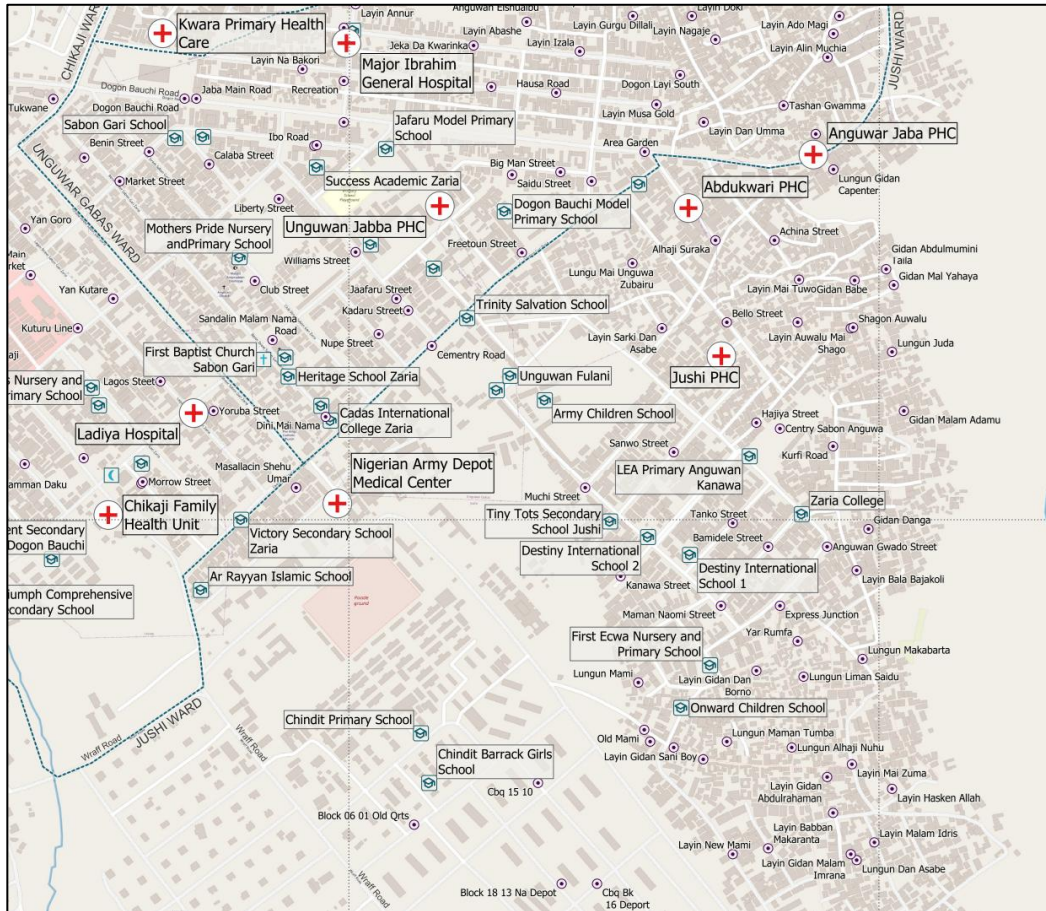 Layin Annur
Anguwan Elshudibu
Layin Gurgu Dillali
Layin Doki
Layin Ado Magi
CHIKAJI WARD
Kwara Primary Health
Care
Layin Abashe
Layin Nagaje
Layin Alin Muchia
JUSHI WARD
Major Ibrahim
General Hospital
Jeka Da Kwarinka
Layin Izala
Layin Na Bakori
Recreation
Hausa Road
Dogon Layi South
Dogon Bauchi Road
Tukwane
Dogon Bauchi Road
Jaba Main Road
Layin Musa Gold
Tashan Gwamma
Sabon Gari School
Ibo Road
Jafaru Model Primary
School
Layin Dan Umma
Anguwar Jaba PHC
Benin Street
Calaba Street
Area Garden
UNGUWAR GABAS WARD
Market Street
Success Academic Zaria
Big Man Street
Saidu Street
Abdukwari PHC
Lungun Gidan
Capenter
Liberty Street
Dogon Bauchi Model
Primary School
Yan Goro
Mothers Pride Nursery
andPrimary School
Unguwan Jabba PHC
Achina Street
Williams Street
Freetoun Street
Alhaji Suraka
Gidan Abdulmumini
Taila
Main
rket
Lungu Mai Unguwa
Zubairu
Yan Kutare
Club Street
Jaafaru Street
Layin Mai Tuwo
Gidan Babe
Gidan Mal Yahaya
Kadaru Street
Trinity Salvation School
Kuturu Line
Sandalin Malam Nama
Road
Nupe Street
Layin Sarki Dan
Asabe
Bello Street
Layin Auwalu Mai
Shago
Shagon Auwalu
aji
First Baptist Church
Sabon Gari
Cementry Road
Lungun Juda
s Nursery and
rimary School
Lagos Steet
Heritage School Zaria
Unguwan Fulani
Jushi PHC
Yoruba Street
Cadas International
College Zaria
Army Children School
Hajiya Street
Gidan Malam Adamu
Dini Mai Nama
Ladiya Hospital
Centry Sabon Anguwa
Sanwo Street
Masallacin Shehu
Umar
Nigerian Army Depot
Medical Center
LEA Primary Anguwan
Kanawa
Kurfi Road
amman Daku
Morrow Street
Muchi Street
Chikaji Family
Health Unit
Tiny Tots Secondary
School Jushi
Tanko Street
Zaria College
ent Secondary
Dogon Bauchi
Victory Secondary School
Zaria
Gidan Danga
Destiny International
School 2
Bamidele Street
Anguwan Gwado Street
Ar Rayyan Islamic School
Destiny International
School 1
Layin Bala Bajakoli
Kanawa Street
iumph Comprehensive
condary School
Parade
ground
Maman Naomi Street
Express Junction
First Ecwa Nursery and
Primary School
Yar Rumfa
Lungun Makabarta
Lungun Mami
Layin Gidan Dan
Borno
Lungun Liman Saidu
Onward Children School
Chindit Primary School
JUSHI WARD
Wraff Road
Wraff Road
Old Mami
Lungun Maman Tumba
Layin Gidan Sani Boy
Lungun Alhaji Nuhu
Chindit Barrack Girls
School
Layin Mai Zuma
Cbq 15 10
Layin Gidan
Abdulrahaman
Layin Hasken Allah
Block 06 01 Old Qrts
Layin Babban
Makaranta
Layin Malam Idris
Layin New Mami
Layin Gidan Malam
Imrana
Lungun Dan Asabe
Block 18 13 Na Depot
Cbq Bk
16 Deport